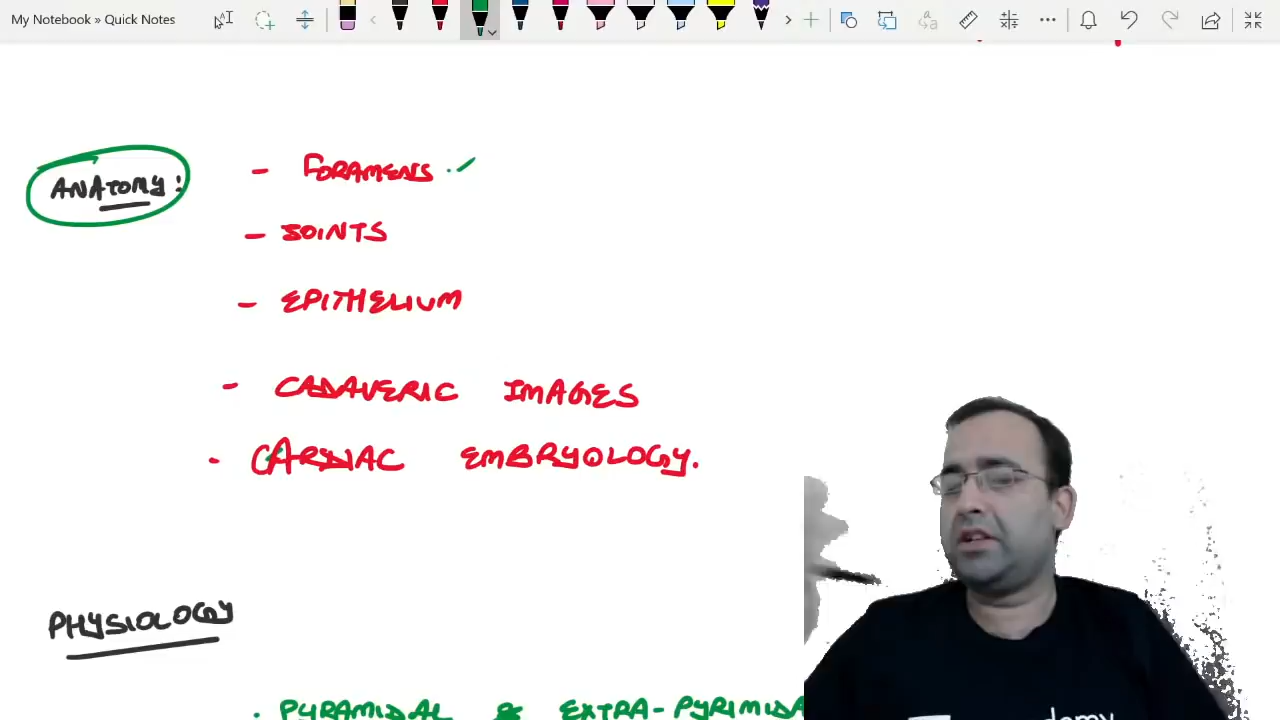 My Notebook » Quick Notes
ANATOMY:
- FORAMENS
- JOINTS
- EPITHELIUM
- CADAVERIC IMAGES
- CARDIAC EMBRYOLOGY.
PHYSIOLOGY
. PYRAMIDAL & EXTRA-PYRIMIDA